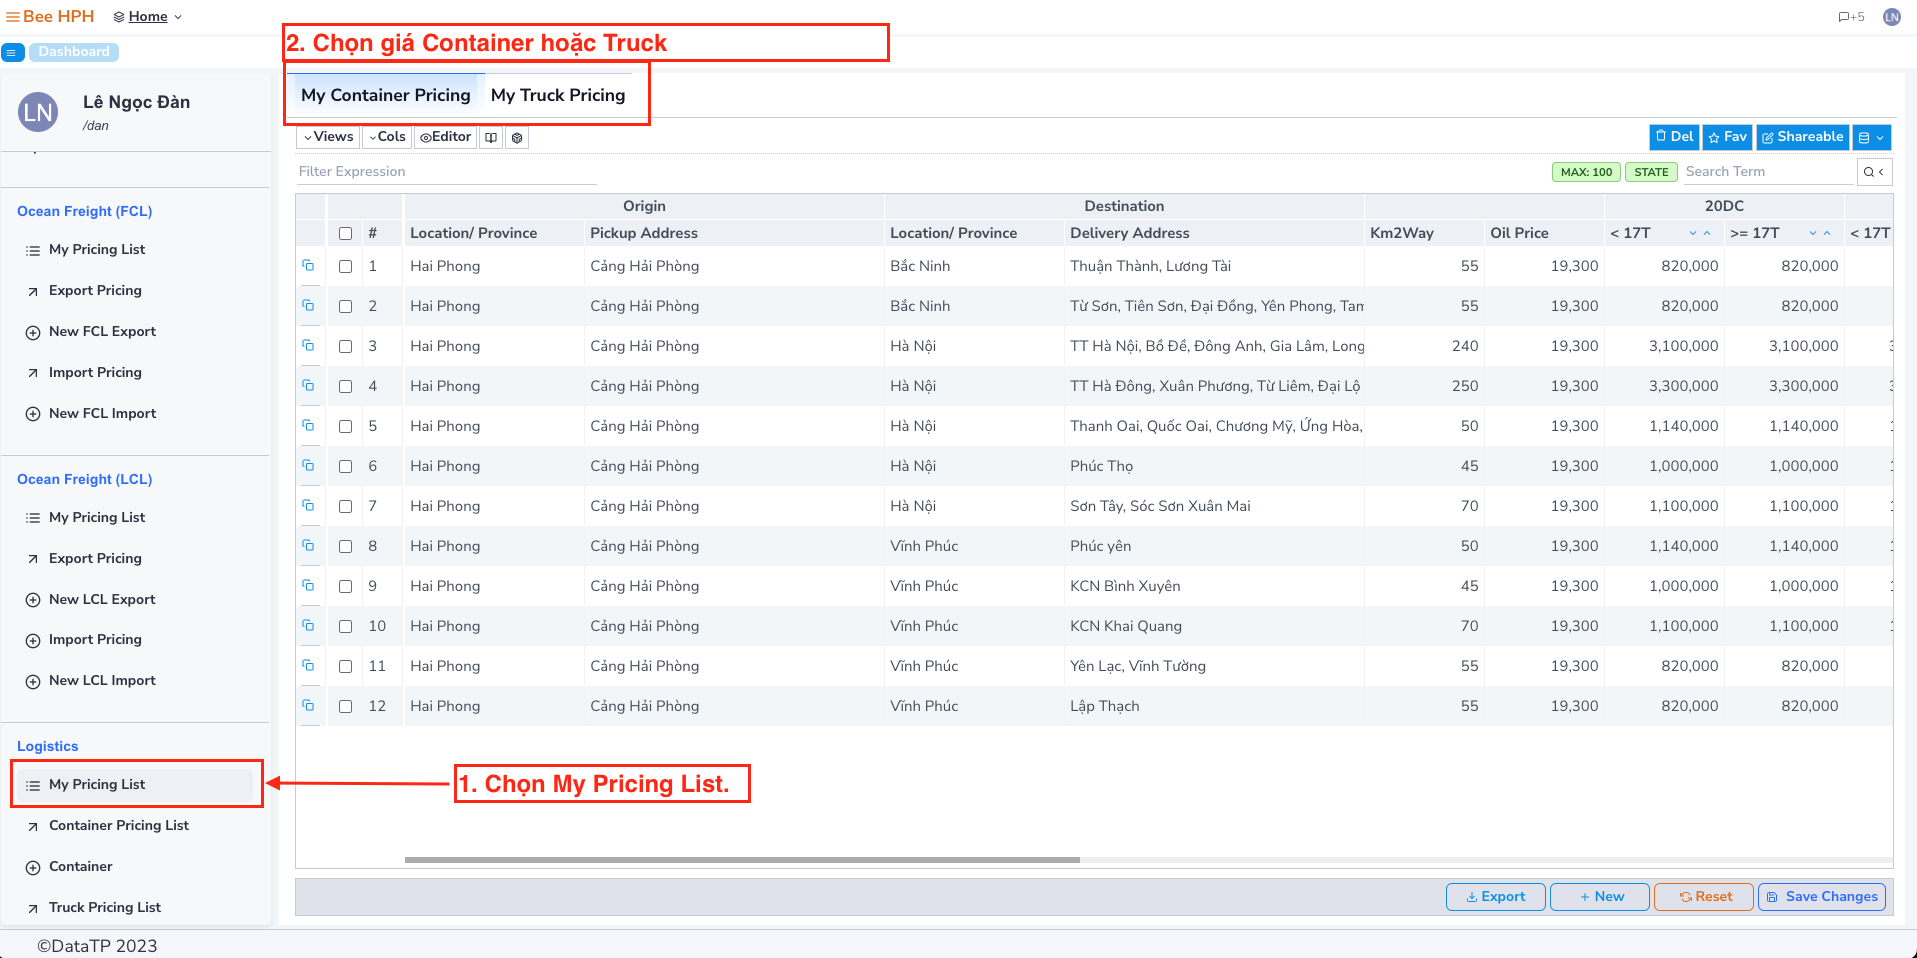 Bee HPH Home +5 LN
Dashboard
2. Chọn giá Container hoặc Truck
LN Lê Ngọc Đàn
/dan
Ocean Freight (FCL)
My Pricing List
Export Pricing
New FCL Export
Import Pricing
New FCL Import
Ocean Freight (LCL)
My Pricing List
Export Pricing
New LCL Export
Import Pricing
New LCL Import
Logistics
My Pricing List
Container Pricing List
Container
Truck Pricing List
My Container Pricing My Truck Pricing
Views Cols Editor Del Fav Shareable
Filter Expression MAX: 100 STATE Search Term
Origin Destination 20DC
# Location/ Province Pickup Address Location/ Province Delivery Address Km2Way Oil Price < 17T >= 17T < 17T
1 Hai Phong Cảng Hải Phòng Bắc Ninh Thuận Thành, Lương Tài 55 19,300 820,000 820,000
2 Hai Phong Cảng Hải Phòng Bắc Ninh Từ Sơn, Tiên Sơn, Đại Đồng, Yên Phong, Tam 55 19,300 820,000 820,000
3 Hai Phong Cảng Hải Phòng Hà Nội TT Hà Nội, Bồ Đề, Đông Anh, Gia Lâm, Long 240 19,300 3,100,000 3,100,000
4 Hai Phong Cảng Hải Phòng Hà Nội TT Hà Đông, Xuân Phương, Từ Liêm, Đại Lộ 250 19,300 3,300,000 3,300,000
5 Hai Phong Cảng Hải Phòng Hà Nội Thanh Oai, Quốc Oai, Chương Mỹ, Ứng Hòa, 50 19,300 1,140,000 1,140,000
6 Hai Phong Cảng Hải Phòng Hà Nội Phúc Thọ 45 19,300 1,000,000 1,000,000
7 Hai Phong Cảng Hải Phòng Hà Nội Sơn Tây, Sóc Sơn Xuân Mai 70 19,300 1,100,000 1,100,000
8 Hai Phong Cảng Hải Phòng Vĩnh Phúc Phúc yên 50 19,300 1,140,000 1,140,000
9 Hai Phong Cảng Hải Phòng Vĩnh Phúc KCN Bình Xuyên 45 19,300 1,000,000 1,000,000
10 Hai Phong Cảng Hải Phòng Vĩnh Phúc KCN Khai Quang 70 19,300 1,100,000 1,100,000
11 Hai Phong Cảng Hải Phòng Vĩnh Phúc Yên Lạc, Vĩnh Tường 55 19,300 820,000 820,000
12 Hai Phong Cảng Hải Phòng Vĩnh Phúc Lập Thạch 55 19,300 820,000 820,000
1. Chọn My Pricing List.
Export + New Reset Save Changes
©DataTP 2023